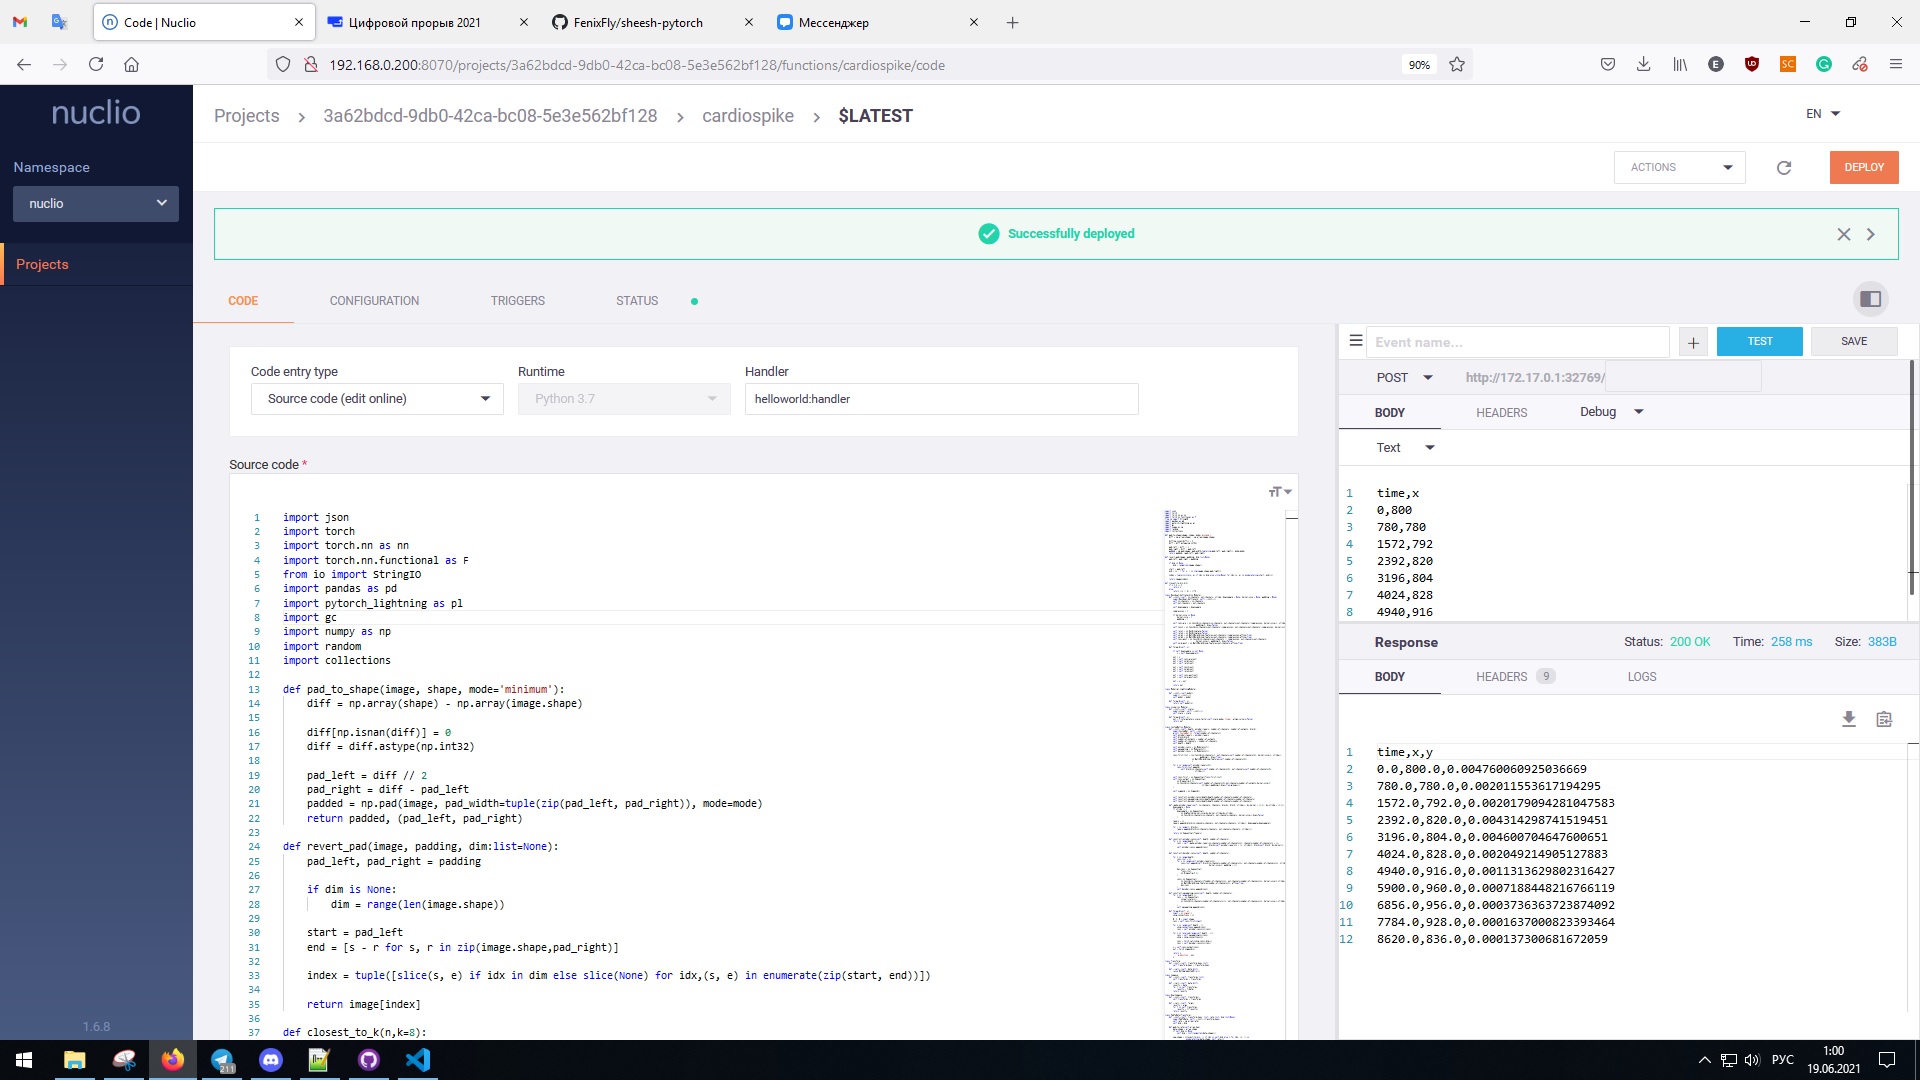 Code | Nuclio
Цифровой прорыв 2021
FenixFly/sheesh-pytorch
Мессенджер
192.168.0.200:8070/projects/3a62bdcd-9db0-42ca-bc08-5e3e562bf128/functions/cardiospike/code
90%
nuclio
Projects > 3a62bdcd-9db0-42ca-bc08-5e3e562bf128 > cardiospike > $LATEST
EN
Namespace
nuclio
Projects
1.6.8
ACTIONS
DEPLOY
Successfully deployed
CODE CONFIGURATION TRIGGERS STATUS
Code entry type
Source code (edit online)
Runtime
Python 3.7
Handler
helloworld:handler
Source code *
1 import json
2 import torch
3 import torch.nn as nn
4 import torch.nn.functional as F
5 from io import StringIO
6 import pandas as pd
7 import pytorch_lightning as pl
8 import gc
9 import numpy as np
10 import random
11 import collections
12
13 def pad_to_shape(image, shape, mode='minimum'):
14 diff = np.array(shape) - np.array(image.shape)
15
16 diff[np.isnan(diff)] = 0
17 diff = diff.astype(np.int32)
18
19 pad_left = diff // 2
20 pad_right = diff - pad_left
21 padded = np.pad(image, pad_width=tuple(zip(pad_left, pad_right)), mode=mode)
22 return padded, (pad_left, pad_right)
23
24 def revert_pad(image, padding, dim:list=None):
25 pad_left, pad_right = padding
26
27 if dim is None:
28 dim = range(len(image.shape))
29
30 start = pad_left
31 end = [s - r for s, r in zip(image.shape,pad_right)]
32
33 index = tuple([slice(s, e) if idx in dim else slice(None) for idx,(s, e) in enumerate(zip(start, end))])
34
35 return image[index]
36
37 def closest_to_k(n,k=8):
Event name...
TEST
SAVE
POST
http://172.17.0.1:32769/
BODY HEADERS Debug
Text
1 time,x
2 0,800
3 780,780
4 1572,792
5 2392,820
6 3196,804
7 4024,828
8 4940,916
Response Status: 200 OK Time: 258 ms Size: 383B
BODY HEADERS 9 LOGS
1 time,x,y
2 0.0,800.0,0.004760060925036669
3 780.0,780.0,0.002011553617194295
4 1572.0,792.0,0.0020179094281047583
5 2392.0,820.0,0.004314298741519451
6 3196.0,804.0,0.004600704647600651
7 4024.0,828.0,0.002049214905127883
8 4940.0,916.0,0.0011313629802316427
9 5900.0,960.0,0.0007188448216766119
10 6856.0,956.0,0.0003736363723874092
11 7784.0,928.0,0.00016370008233934​64
12 8620.0,836.0,0.000137300681672059
211
РУС
1:00
19.06.2021